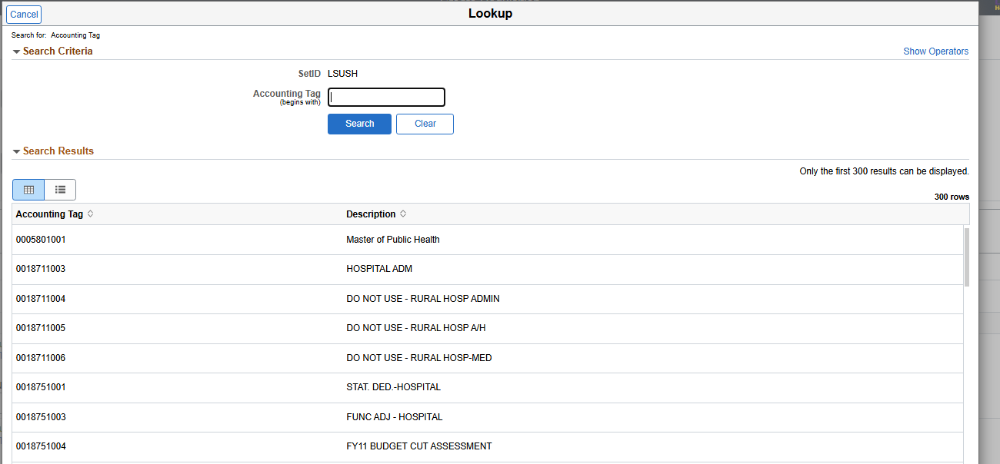 Cancel
Lookup
Search for: Accounting Tag
Search Criteria
Show Operators
SetID LSUSH
Accounting Tag
(begins with)
Search Clear
Search Results
Only the first 300 results can be displayed.
300 rows
Accounting Tag Description
0005801001 Master of Public Health
0018711003 HOSPITAL ADM
0018711004 DO NOT USE - RURAL HOSP ADMIN
0018711005 DO NOT USE - RURAL HOSP A/H
0018711006 DO NOT USE - RURAL HOSP-MED
0018751001 STAT. DED.-HOSPITAL
0018751003 FUNC ADJ - HOSPITAL
0018751004 FY11 BUDGET CUT ASSESSMENT